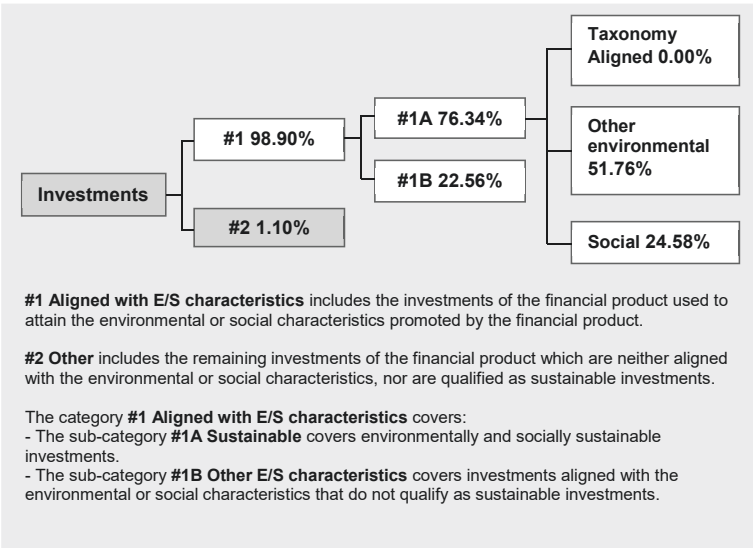 Taxonomy
Aligned 0.00%
#1A 76.34%
#1 98.90%
Other
environmental
51.76%
#1B 22.56%
Investments
#2 1.10%
Social 24.58%
#1 Aligned with E/S characteristics includes the investments of the financial product used to
attain the environmental or social characteristics promoted by the financial product.
#2 Other includes the remaining investments of the financial product which are neither aligned
with the environmental or social characteristics, nor are qualified as sustainable investments.
The category #1 Aligned with E/S characteristics covers:
- The sub-category #1A Sustainable covers environmentally and socially sustainable
investments.
- The sub-category #1B Other E/S characteristics covers investments aligned with the
environmental or social characteristics that do not qualify as sustainable investments.